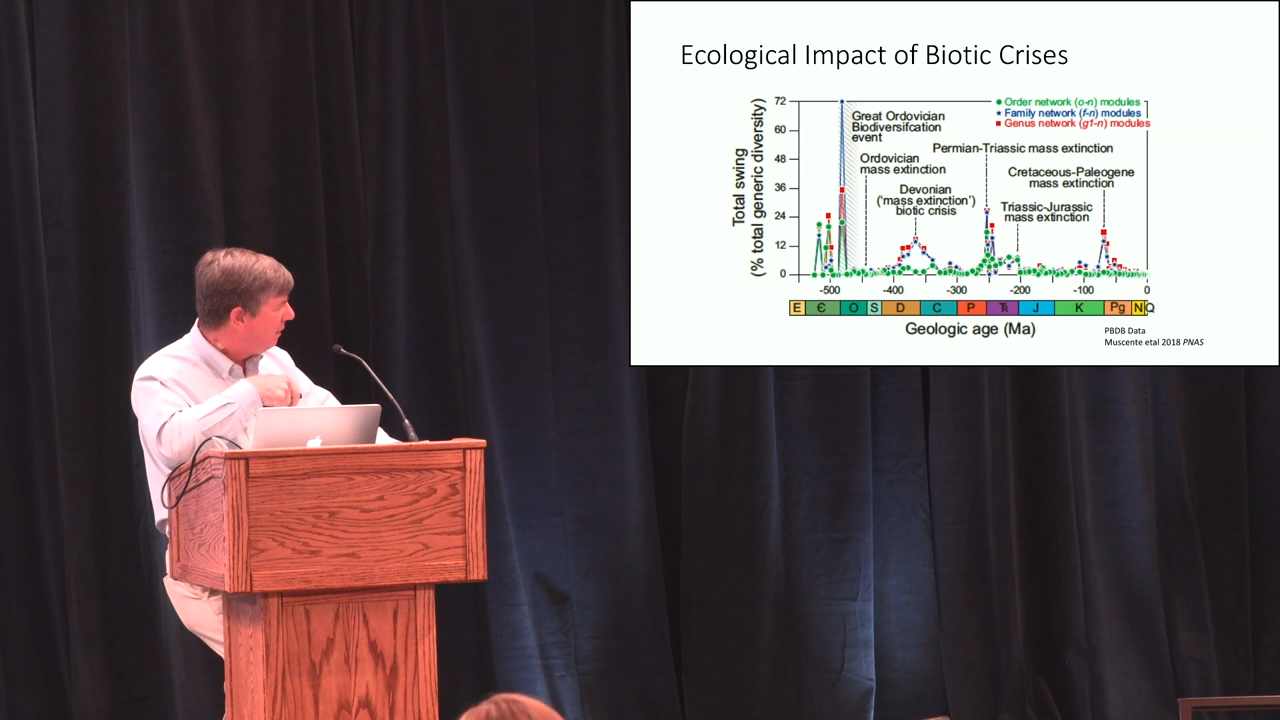 Ecological Impact of Biotic Crises
72
60
48
36
24
12
0
Total swing
(% total generic diversity)
Order network (o-n) modules
Family network (f-n) modules
Genus network (g1-n) modules
Great Ordovician
Biodiversifcation
event
Ordovician
mass extinction
Devonian
('mass extinction')
biotic crisis
Permian-Triassic mass extinction
Cretaceous-Paleogene
mass extinction
Triassic-Jurassic
mass extinction
-500 -400 -300 -200 -100 0
E Є O S D C P Ŧ J K Pg N Q
Geologic age (Ma)
PBDB Data
Muscente etal 2018 PNAS